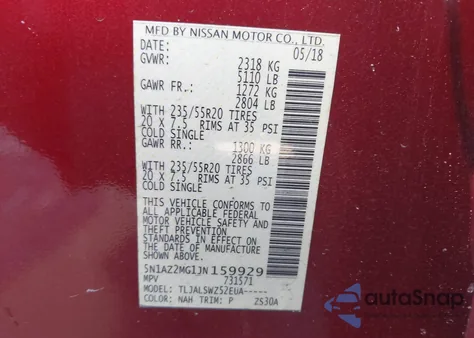 MFD BY NISSAN MOTOR CO., LTD.
DATE: 05/18
GVWR: 2318 KG
5110 LB
GAWR FR.: 1272 KG
2804 LB
WITH 235/55R20 TIRES
20 X 7.5 RIMS AT 35 PSI
COLD SINGLE
GAWR RR.: 1300 KG
2866 LB
WITH 235/55R20 TIRES
20 X 7.5 RIMS AT 35 PSI
COLD SINGLE
THIS VEHICLE CONFORMS TO
ALL APPLICABLE FEDERAL
MOTOR VEHICLE SAFETY AND
THEFT PREVENTION
STANDARDS IN EFFECT ON
THE DATE OF MANUFACTURE
SHOWN ABOVE.
5N1AZ2MG1JN159929
MPV 731571
MODEL: TLJALSWZ52EUA-----
COLOR: NAH TRIM: P ZS30A
autoSnap